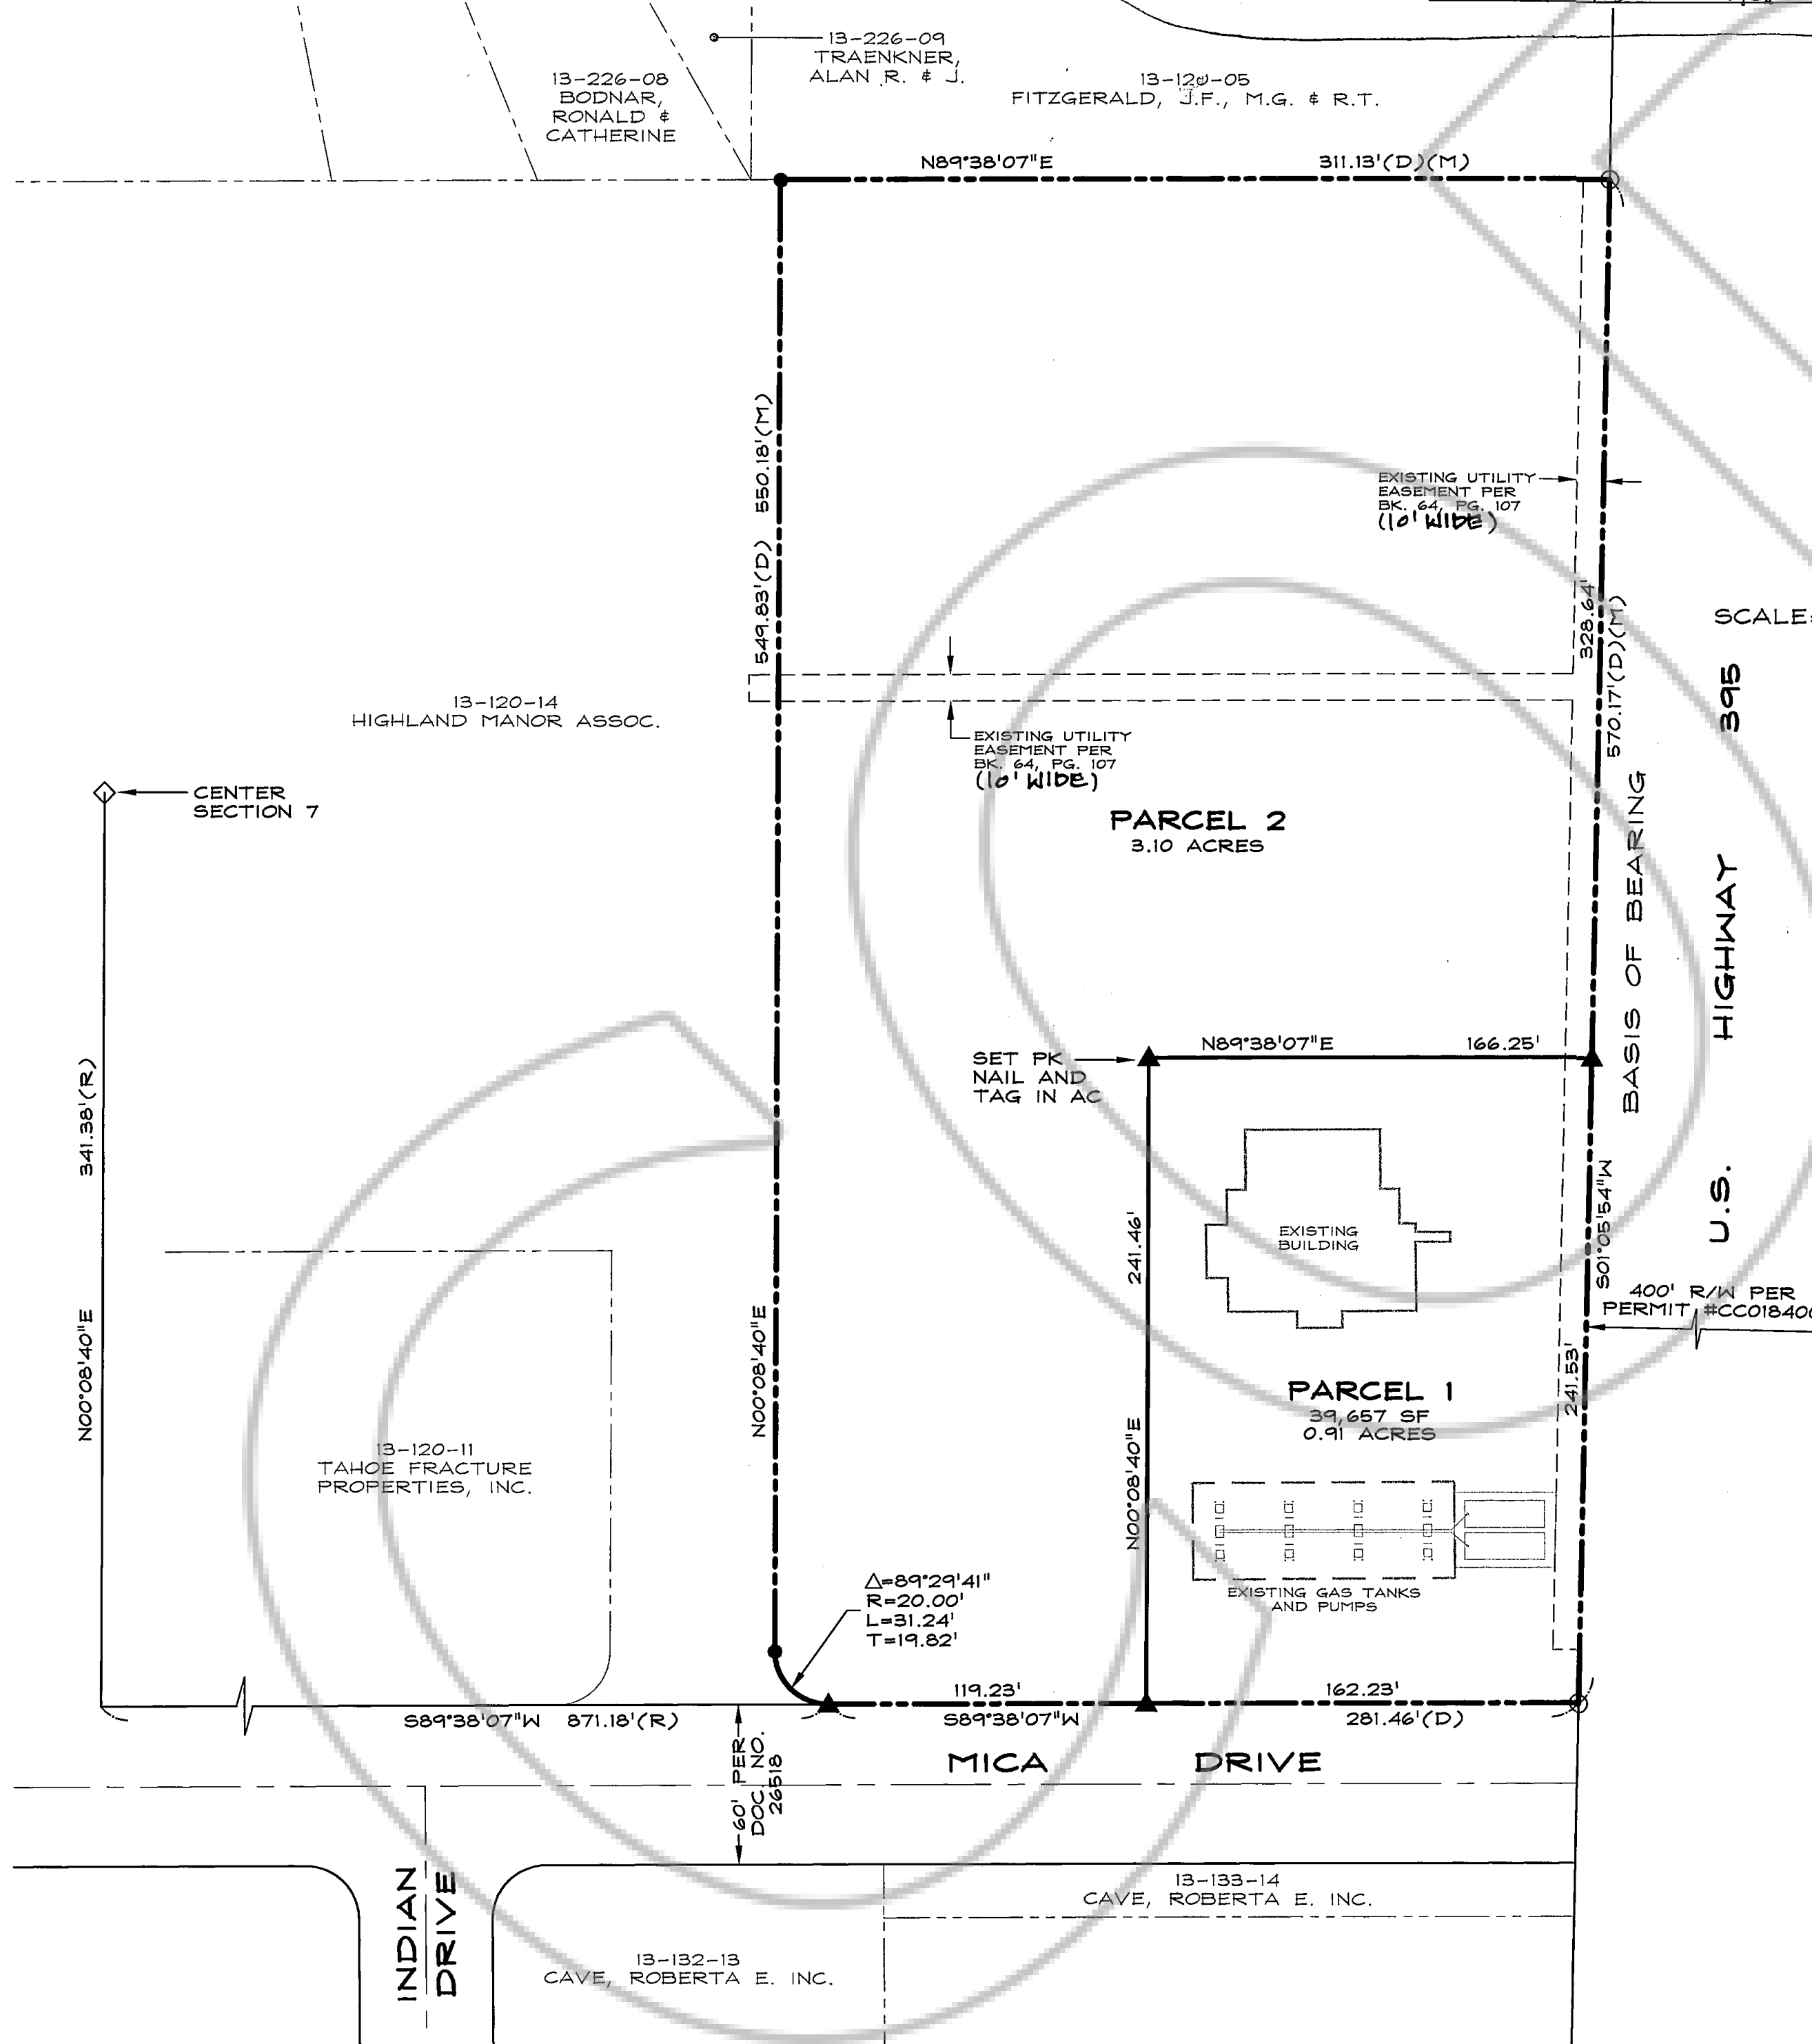 13-226-09
TRAENKNER,
ALAN R. & J.
13-226-08
BODNAR,
RONALD &
CATHERINE
FITZGERALD, J.F., M.G. & R.T.
N89°38'07"E
311.13'(D)(M)
549.83'(D) 550.18'(M)
EXISTING UTILITY
EASEMENT PER
BK. 64, PG. 107
(10' WIDE)
328.64'
570.17'(D)(M)
SCALE=
13-120-14
HIGHLAND MANOR ASSOC.
EXISTING UTILITY
EASEMENT PER
BK. 64, PG. 107
(10' WIDE)
CENTER
SECTION 7
PARCEL 2
3.10 ACRES
BASIS OF BEARING
U.S. HIGHWAY 395
N89°38'07"E
166.25'
SET PK
NAIL AND
TAG IN AC
N00°08'40"E 341.38'(R)
N00°08'40"E
N00°08'40"E 241.46'
EXISTING
BUILDING
S01°05'54"W
241.53'
400' R/W PER
PERMIT #CC018400
PARCEL 1
39,657 SF
0.91 ACRES
13-120-11
TAHOE FRACTURE
PROPERTIES, INC.
EXISTING GAS TANKS
AND PUMPS
Δ=89°29'41"
R=20.00'
L=31.24'
T=19.82'
119.23'
162.23'
S89°38'07"W 871.18'(R)
S89°38'07"W
281.46'(D)
60' PER
DOC NO.
26518
MICA DRIVE
INDIAN
DRIVE
13-133-14
CAVE, ROBERTA E. INC.
13-132-13
CAVE, ROBERTA E. INC.